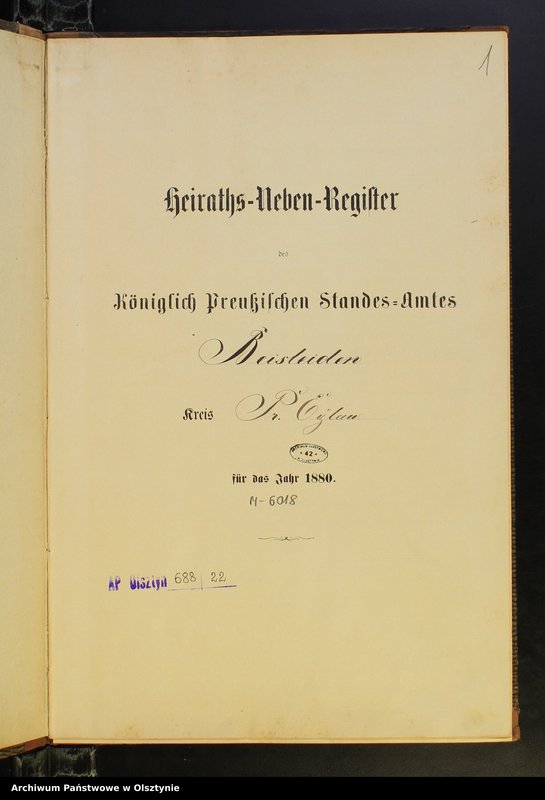 1
Heiraths-Neben-Register
des
Königlich Preußischen Standes-Amtes
Beisleiden
Kreis Pr. Eylau
42
für das Jahr 1880.
M-6018
AP Olsztyn 688 / 22
Archiwum Państwowe w Olsztynie